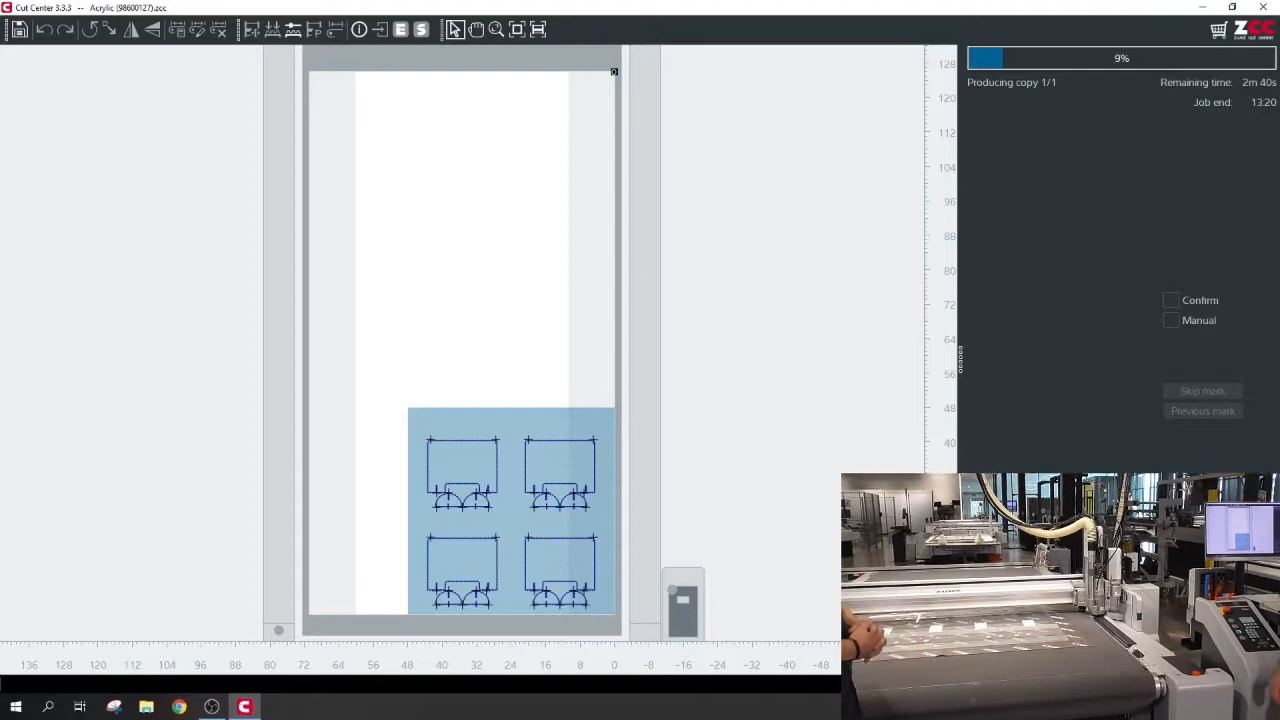 Cut Center 3.3.3 -- Acrylic (98600127).zcc
E S
ZCC
9%
Producing copy 1/1 Remaining time: 2m 40s
Job end: 13:20
Confirm
Manual
Skip mark
Previous mark
128
120
112
104
96
88
80
72
64
56
48
40
136 128 120 112 104 96 88 80 72 64 56 48 40 32 24 16 8 0 -8 -16 -24 -32 -40 -48